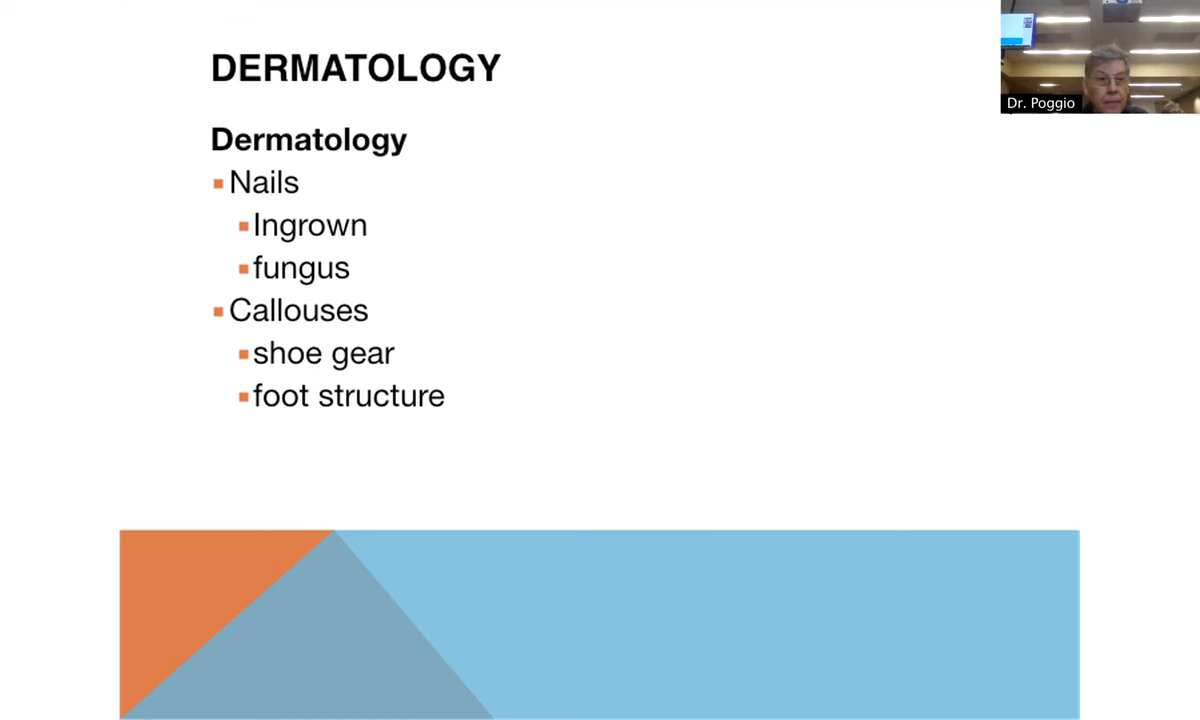 DERMATOLOGY
Dr. Poggio
Dermatology
Nails
Ingrown
fungus
Callouses
shoe gear
foot structure